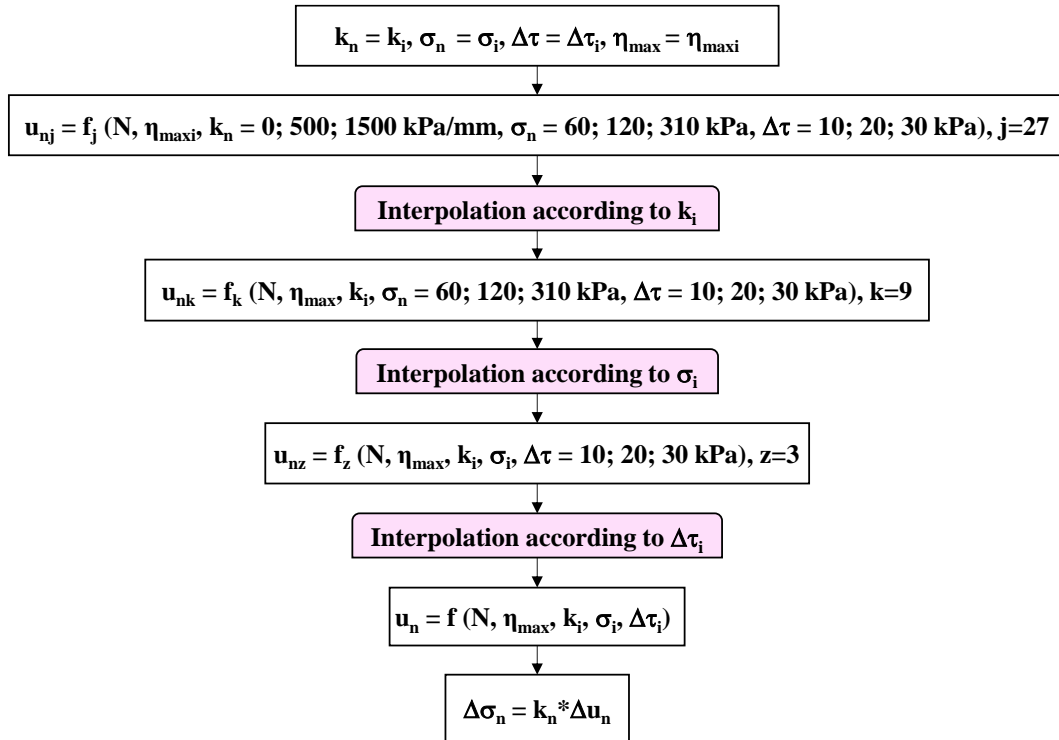 kₙ = kᵢ, σₙ = σᵢ, Δτ = Δτᵢ, ηₘₐₓ = ηₘₐₓᵢ
uₙⱼ = fⱼ (N, ηₘₐₓᵢ, kₙ = 0; 500; 1500 kPa/mm, σₙ = 60; 120; 310 kPa, Δτ = 10; 20; 30 kPa), j=27
Interpolation according to kᵢ
uₙₖ = fₖ (N, ηₘₐₓ, kᵢ, σₙ = 60; 120; 310 kPa, Δτ = 10; 20; 30 kPa), k=9
Interpolation according to σᵢ
u_nz = f_z (N, ηₘₐₓ, kᵢ, σᵢ, Δτ = 10; 20; 30 kPa), z=3
Interpolation according to Δτᵢ
uₙ = f (N, ηₘₐₓ, kᵢ, σᵢ, Δτᵢ)
Δσₙ = kₙ*Δuₙ